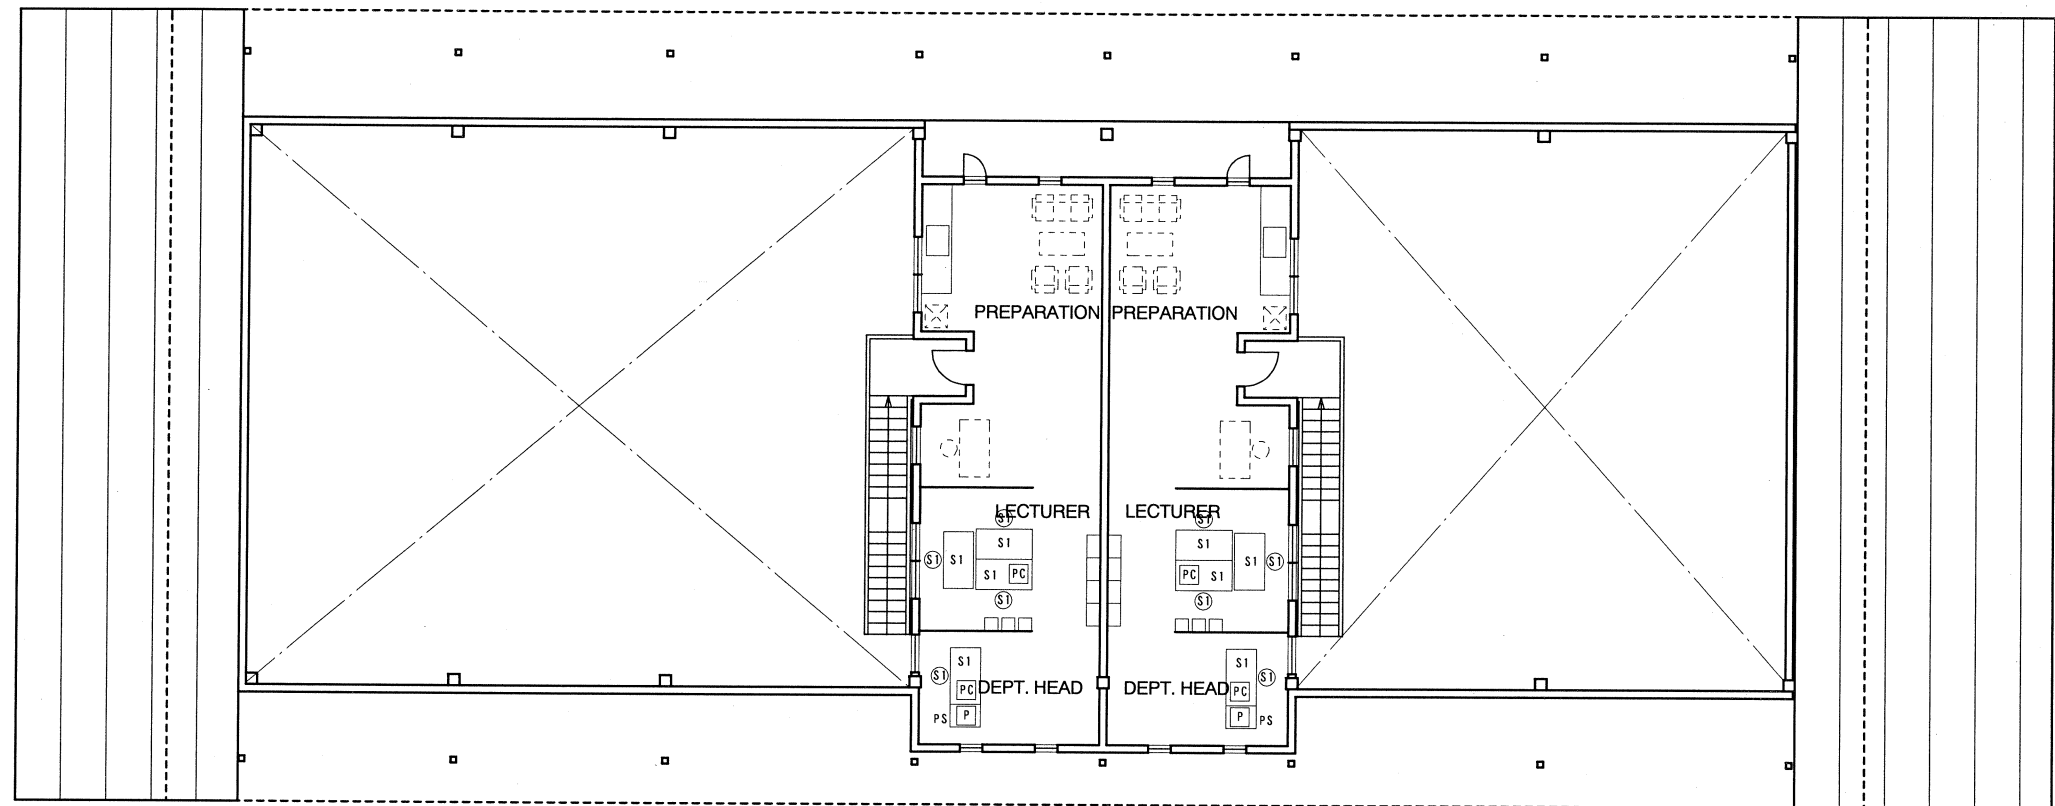 PREPARATION PREPARATION
LECTURER LECTURER
S1 S1
S1 S1
S1 S1 S1 S1
S1 PC PC S1
S1 S1
S1 S1
S1 S1
DEPT. HEAD DEPT. HEAD
PC PC
PS P P PS